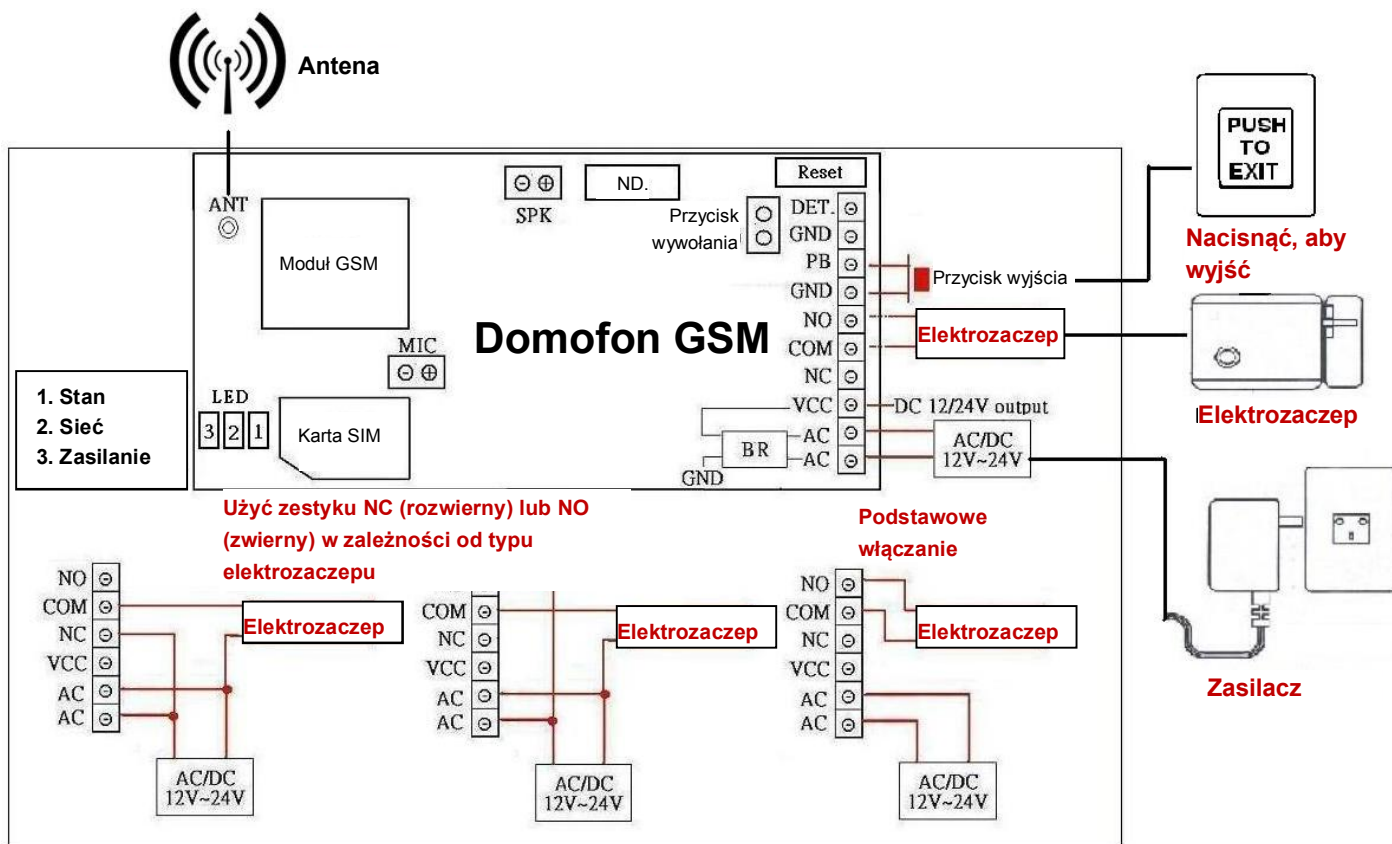 Antena
PUSH
TO
EXIT
Nacisnąć, aby
wyjść
ANT
Moduł GSM
SPK
ND.
Reset
Przycisk
wywołania
DET.
GND
PB
GND
NO
COM
NC
VCC
AC
AC
Przycisk wyjścia
Elektrozaczep
Elektrozaczep
DC 12/24V output
AC/DC
12V~24V
BR
GND
Domofon GSM
MIC
1. Stan
2. Sieć
3. Zasilanie
LED
3 2 1
Karta SIM
Użyć zestyku NC (rozwierny) lub NO
(zwierny) w zależności od typu
elektrozaczepu
Podstawowe
włączanie
Zasilacz
NO
COM
NC
VCC
AC
AC
Elektrozaczep
AC/DC
12V~24V
COM
NC
VCC
AC
AC
Elektrozaczep
AC/DC
12V~24V
NO
COM
NC
VCC
AC
AC
Elektrozaczep
AC/DC
12V~24V